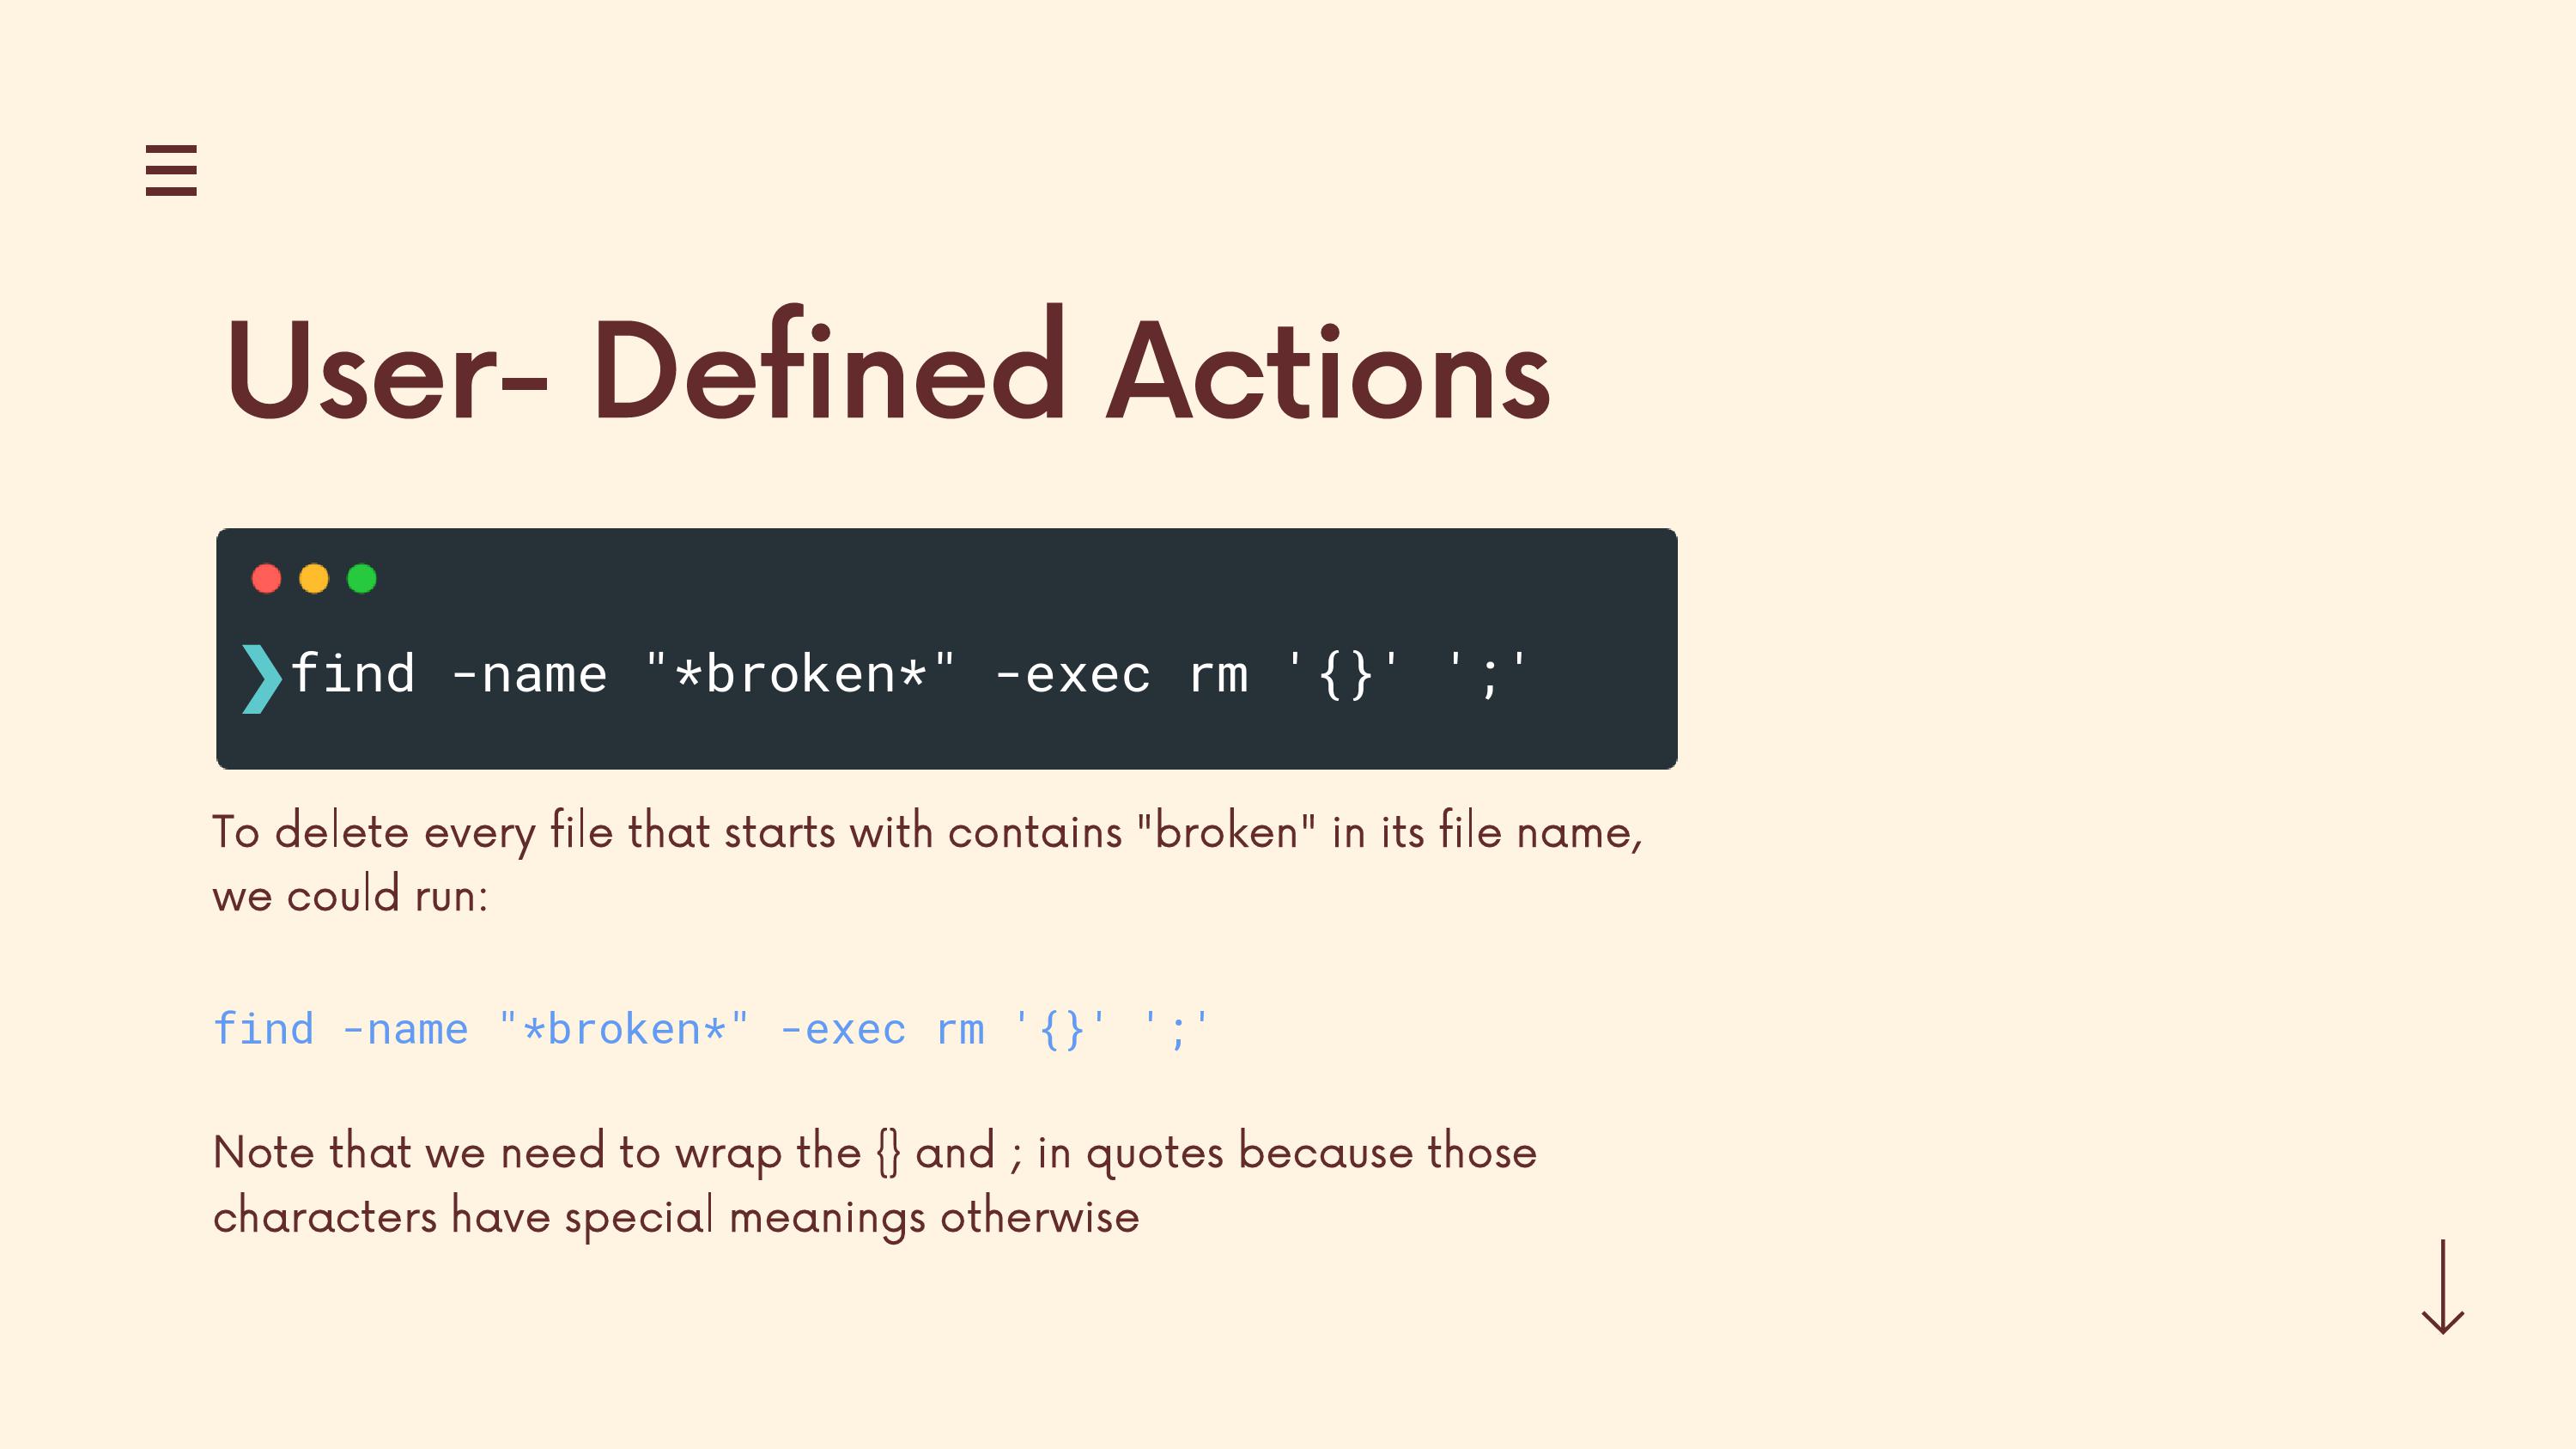 User- Defined Actions
❯find -name "*broken*" -exec rm '{}' ';'
To delete every file that starts with contains "broken" in its file name,
we could run:
find -name "*broken*" -exec rm '{}' ';'
Note that we need to wrap the {} and ; in quotes because those
characters have special meanings otherwise